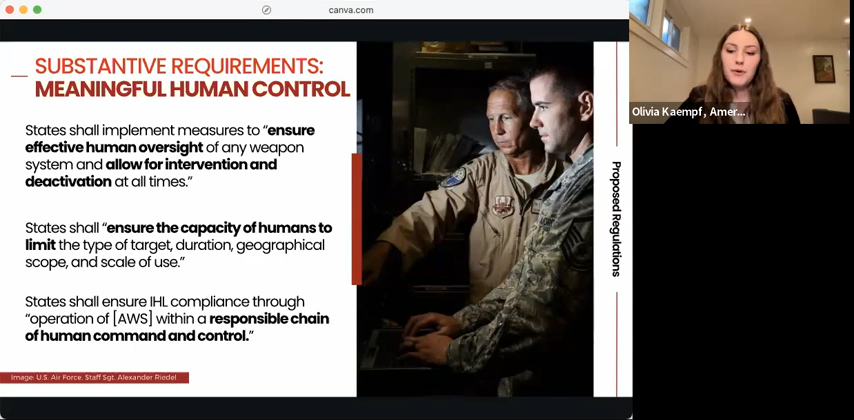 canva.com
SUBSTANTIVE REQUIREMENTS:
MEANINGFUL HUMAN CONTROL
States shall implement measures to “ensure
effective human oversight of any weapon
system and allow for intervention and
deactivation at all times.”
States shall “ensure the capacity of humans to
limit the type of target, duration, geographical
scope, and scale of use.”
States shall ensure IHL compliance through
“operation of [AWS] within a responsible chain
of human command and control.”
Image: U.S. Air Force, Staff Sgt. Alexander Riedel
Proposed Regulations
Olivia Kaempf, Amer...